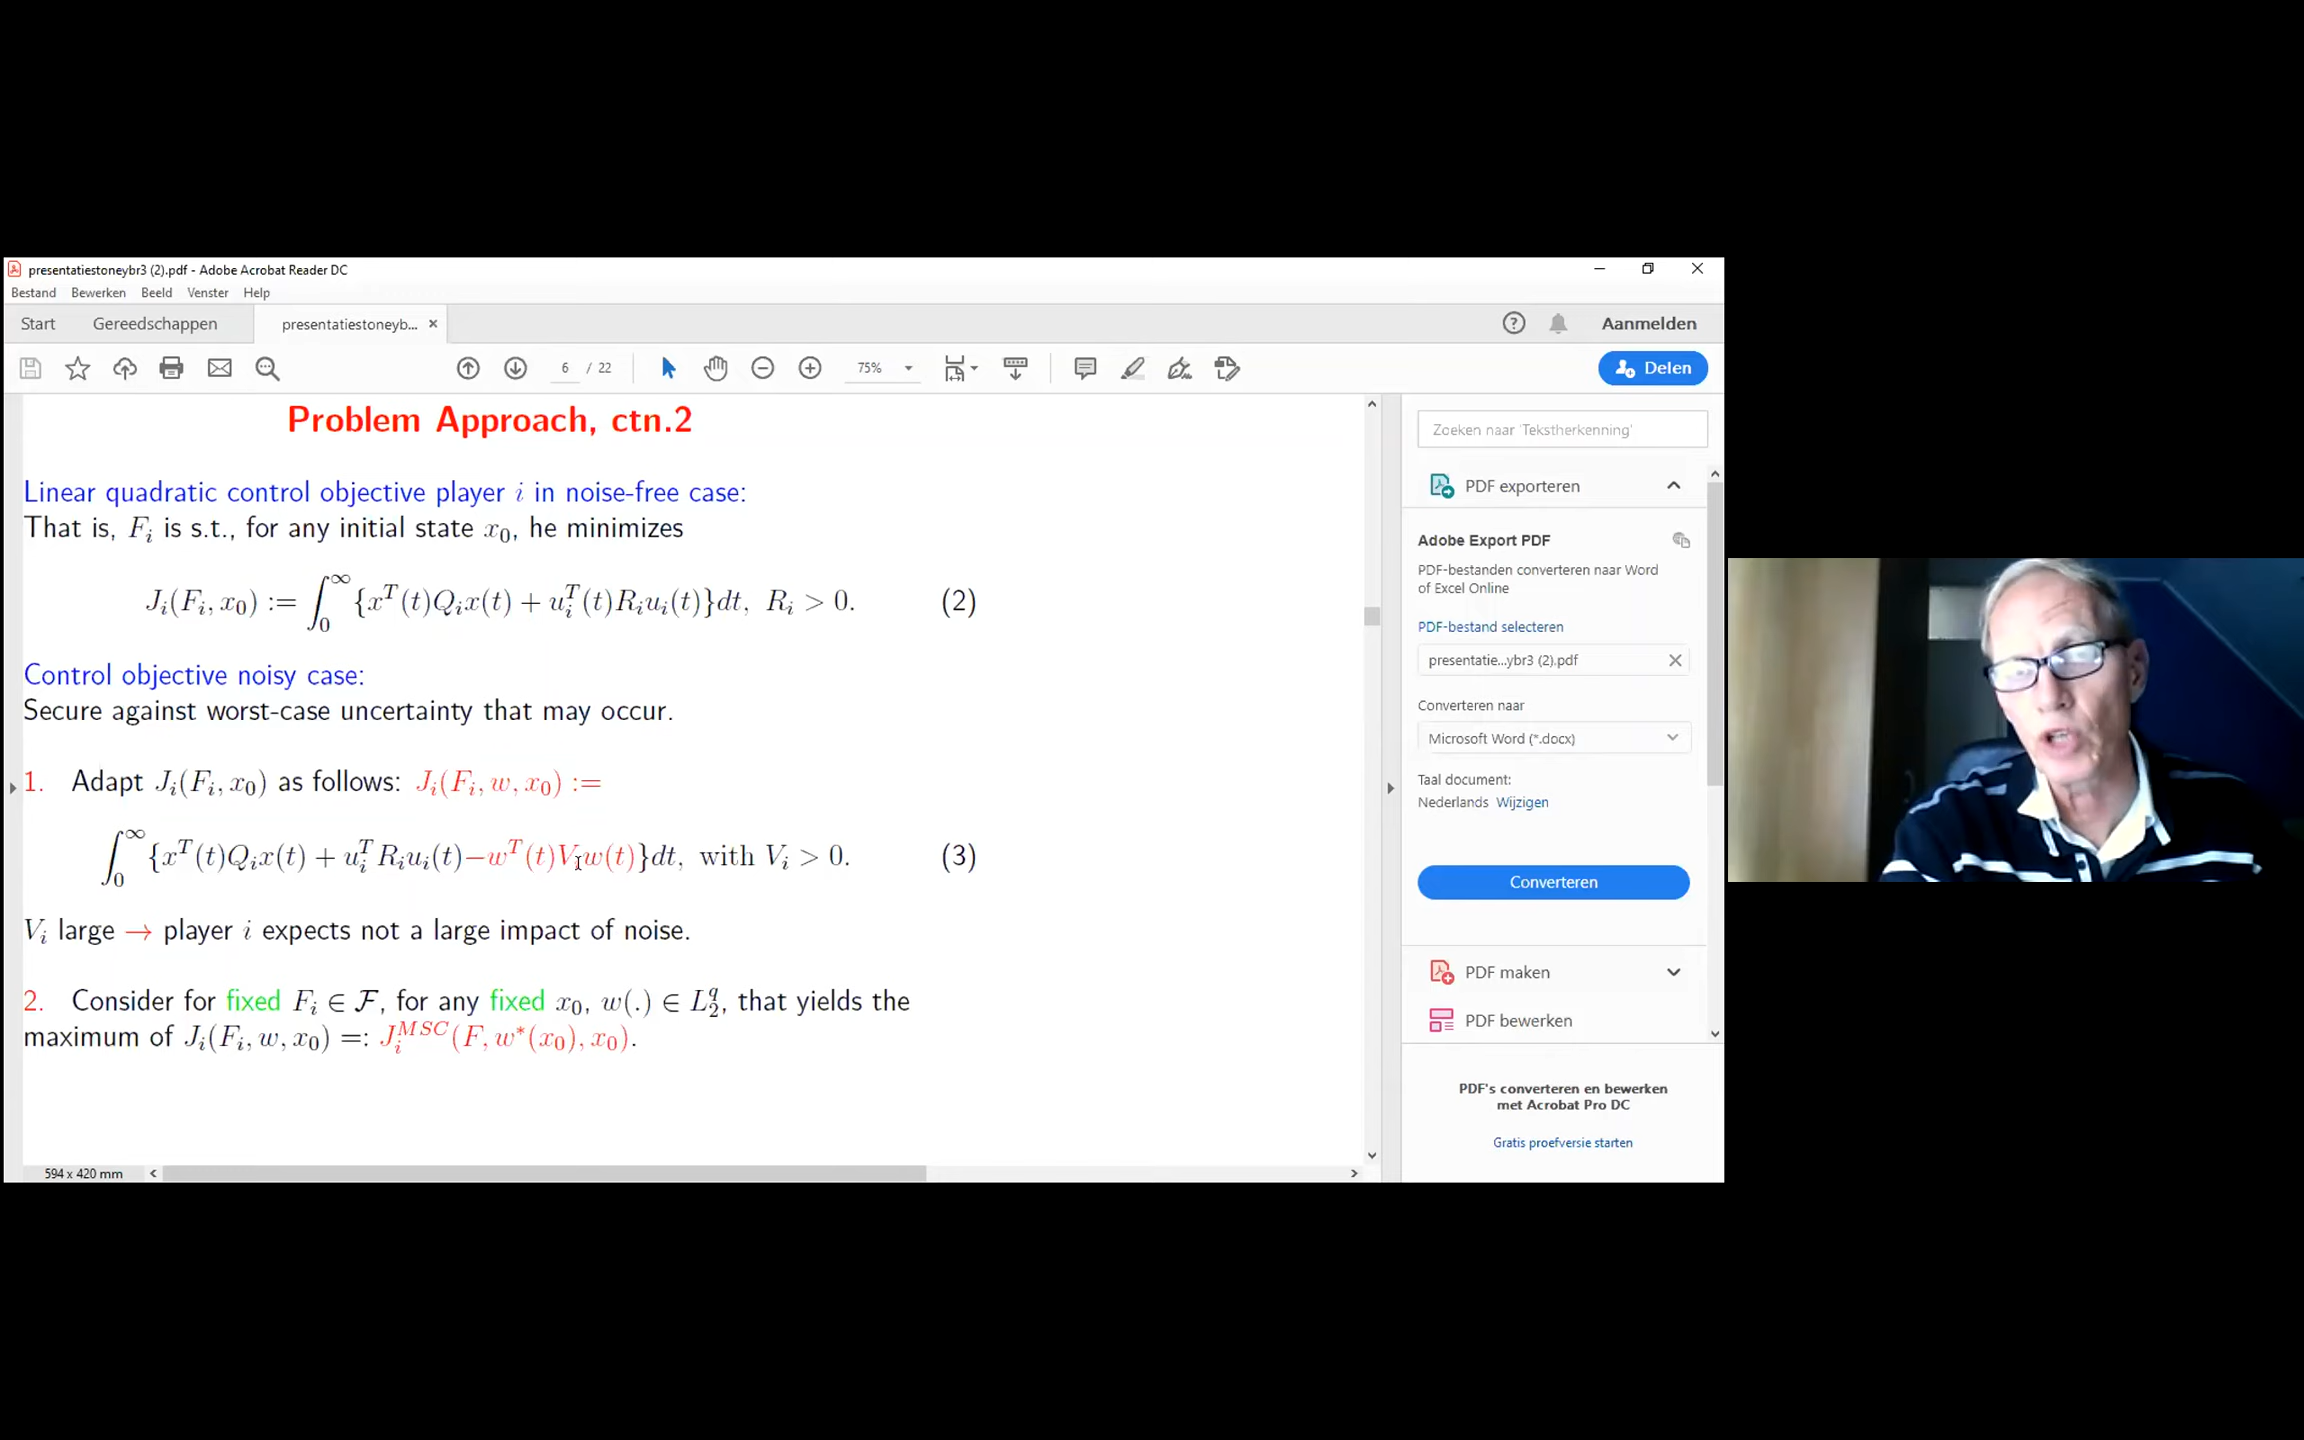 presentatiestoneybr3 (2).pdf - Adobe Acrobat Reader DC
Bestand Bewerken Beeld Venster Help
Start Gereedschappen presentatiestoneyb... × Aanmelden
6 / 22 75% Delen
Problem Approach, ctn.2
Linear quadratic control objective player i in noise-free case:
That is, F_i is s.t., for any initial state x_0, he minimizes
J_i(F_i, x_0) := ∫_0^∞ {x^T(t)Q_i x(t) + u_i^T(t)R_i u_i(t)}dt, R_i > 0. (2)
Control objective noisy case:
Secure against worst-case uncertainty that may occur.
1. Adapt J_i(F_i, x_0) as follows: J_i(F_i, w, x_0) :=
∫_0^∞ {x^T(t)Q_i x(t) + u_i^T R_i u_i(t) − w^T(t)V_i w(t)}dt, with V_i > 0. (3)
V_i large → player i expects not a large impact of noise.
2. Consider for fixed F_i ∈ 𝓕, for any fixed x_0, w(.) ∈ L_2^q, that yields the
maximum of J_i(F_i, w, x_0) =: J_i^{MSC}(F, w*(x_0), x_0).
594 x 420 mm
Zoeken naar 'Tekstherkenning'
PDF exporteren
Adobe Export PDF
PDF-bestanden converteren naar Word
of Excel Online
PDF-bestand selecteren
presentatie...ybr3 (2).pdf
Converteren naar
Microsoft Word (*.docx)
Taal document:
Nederlands Wijzigen
Converteren
PDF maken
PDF bewerken
PDF's converteren en bewerken
met Acrobat Pro DC
Gratis proefversie starten